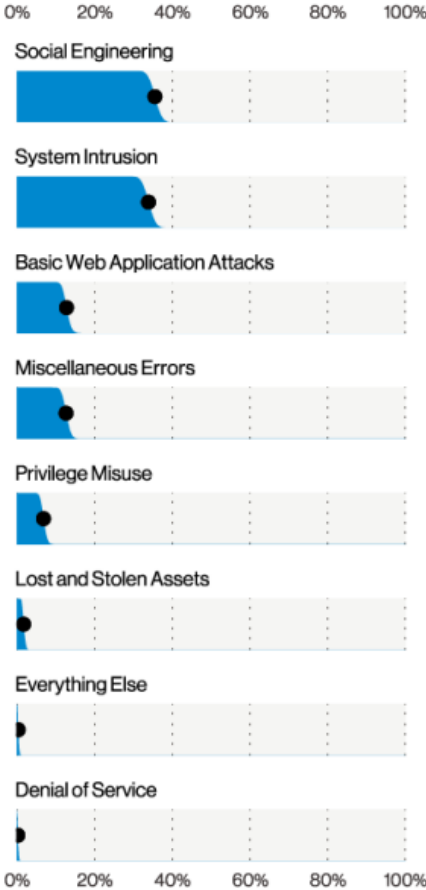 0% 20% 40% 60% 80% 100%
Social Engineering
System Intrusion
Basic Web Application Attacks
Miscellaneous Errors
Privilege Misuse
Lost and Stolen Assets
Everything Else
Denial of Service
0% 20% 40% 60% 80% 100%